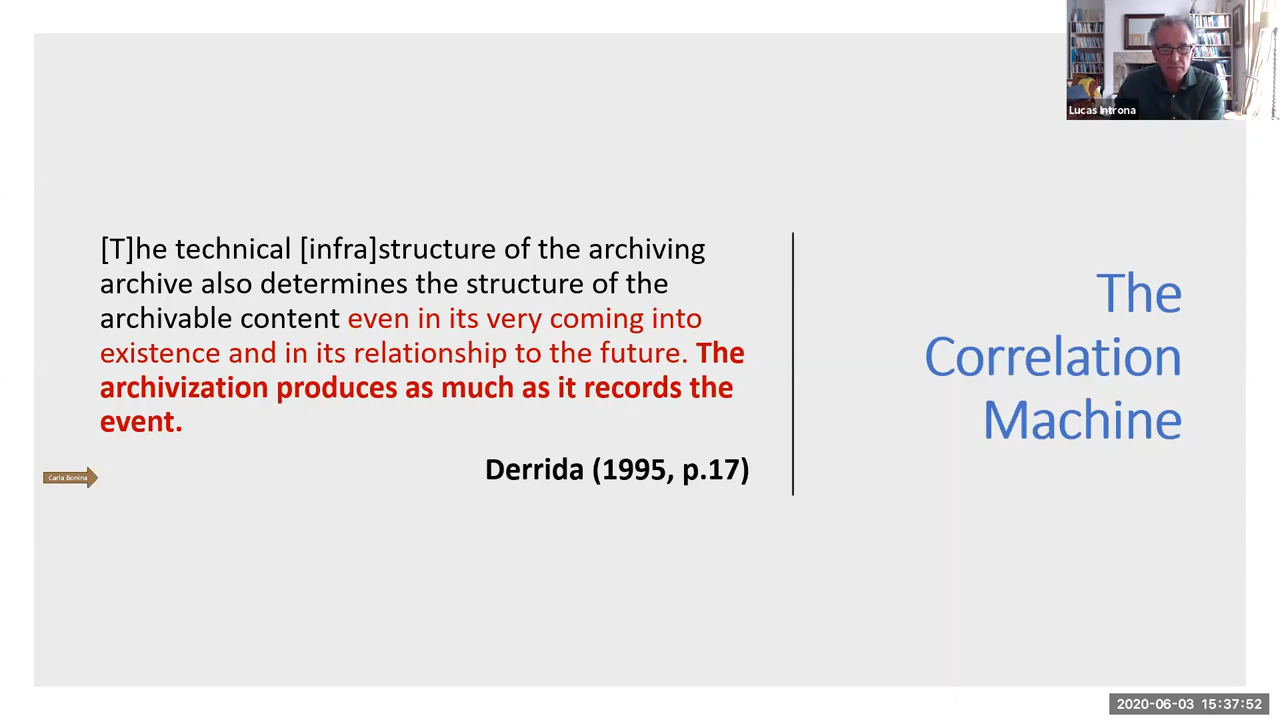 Lucas Introna
[T]he technical [infra]structure of the archiving
archive also determines the structure of the
archivable content even in its very coming into
existence and in its relationship to the future. The
archivization produces as much as it records the
event.
Derrida (1995, p.17)
Carla Bonina
The
Correlation
Machine
2020-06-03 15:37:52